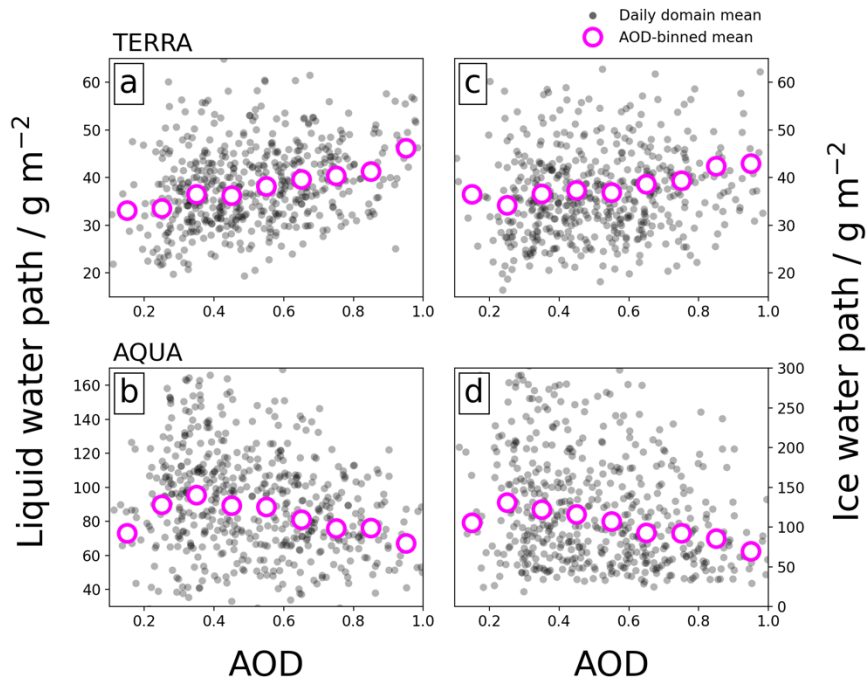 Daily domain mean
AOD-binned mean
TERRA
a
c
60
50
40
30
20
0.2 0.4 0.6 0.8 1.0
0.2 0.4 0.6 0.8 1.0
60
50
40
30
20
10
0
AQUA
b
d
160
140
120
100
80
60
40
0.2 0.4 0.6 0.8 1.0
0.2 0.4 0.6 0.8 1.0
300
250
200
150
100
50
0
Liquid water path / g m⁻²
Ice water path / g m⁻²
AOD
AOD